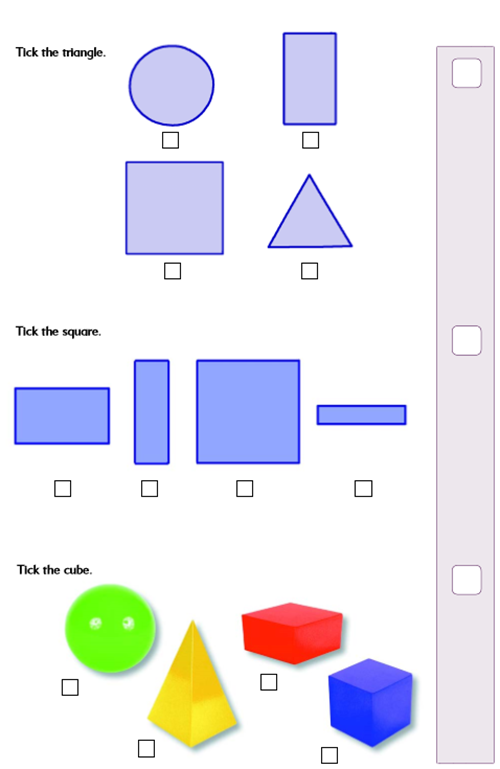 Tick the triangle.
Tick the square.
Tick the cube.